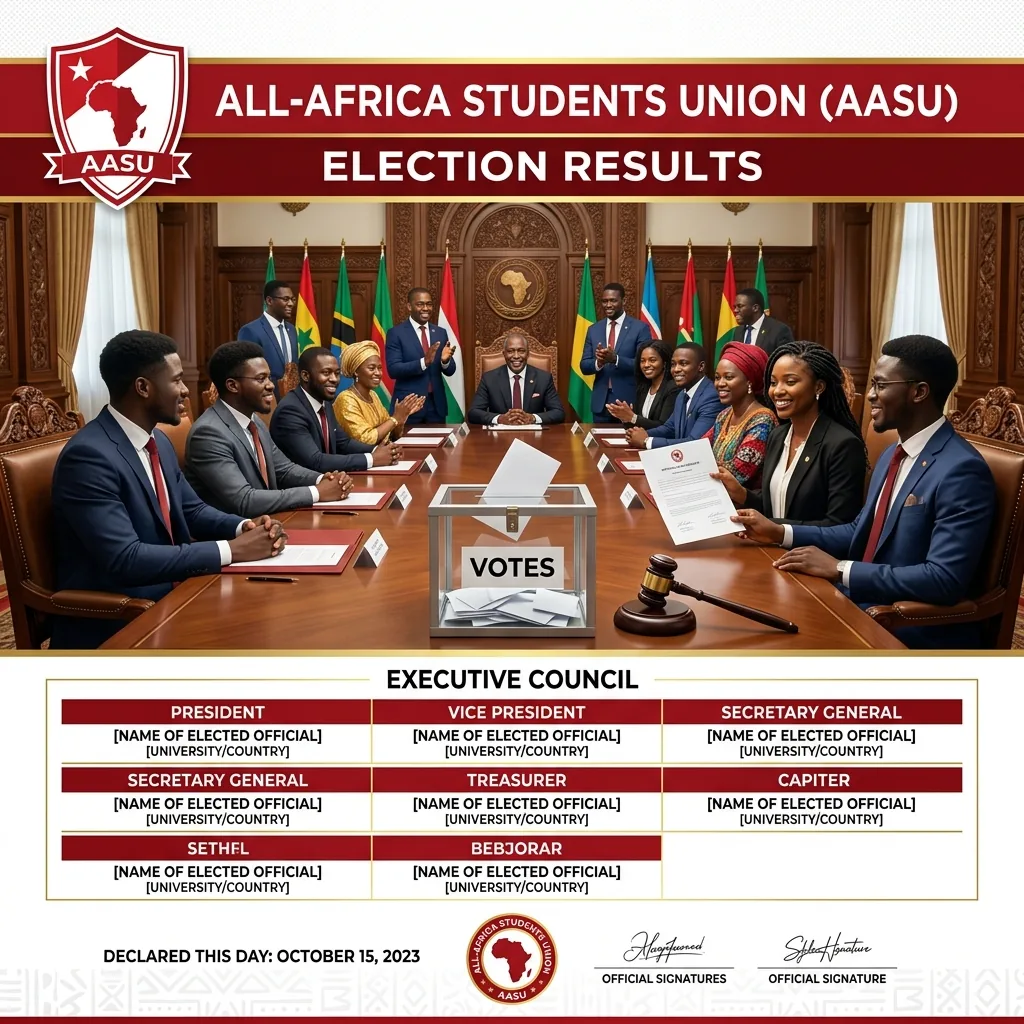 AASU
ALL-AFRICA STUDENTS UNION (AASU)
ELECTION RESULTS
VOTES
EXECUTIVE COUNCIL
PRESIDENT
[NAME OF ELECTED OFFICIAL]
[UNIVERSITY/COUNTRY]
VICE PRESIDENT
[NAME OF ELECTED OFFICIAL]
[UNIVERSITY/COUNTRY]
SECRETARY GENERAL
[NAME OF ELECTED OFFICIAL]
[UNIVERSITY/COUNTRY]
SECRETARY GENERAL
[NAME OF ELECTED OFFICIAL]
[UNIVERSITY/COUNTRY]
TREASURER
[NAME OF ELECTED OFFICIAL]
[UNIVERSITY/COUNTRY]
CAPITER
[NAME OF ELECTED OFFICIAL]
[UNIVERSITY/COUNTRY]
SETHFL
[NAME OF ELECTED OFFICIAL]
[UNIVERSITY/COUNTRY]
BEBJORAR
[NAME OF ELECTED OFFICIAL]
[UNIVERSITY/COUNTRY]
DECLARED THIS DAY: OCTOBER 15, 2023
ALL-AFRICA STUDENTS UNION
AASU
OFFICIAL SIGNATURES
OFFICIAL SIGNATURE